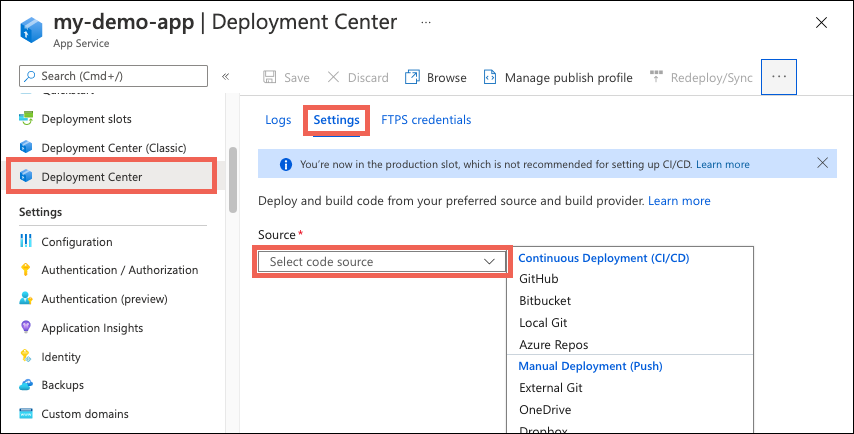 my-demo-app | Deployment Center ...
App Service
Search (Cmd+/)
«
Save
Discard
Browse
Manage publish profile
Redeploy/Sync
...
Quickstart
Deployment slots
Deployment Center (Classic)
Deployment Center
Settings
Configuration
Authentication / Authorization
Authentication (preview)
Application Insights
Identity
Backups
Custom domains
Logs
Settings
FTPS credentials
You're now in the production slot, which is not recommended for setting up CI/CD. Learn more
Deploy and build code from your preferred source and build provider. Learn more
Source*
Select code source
Continuous Deployment (CI/CD)
GitHub
Bitbucket
Local Git
Azure Repos
Manual Deployment (Push)
External Git
OneDrive
Dropbox